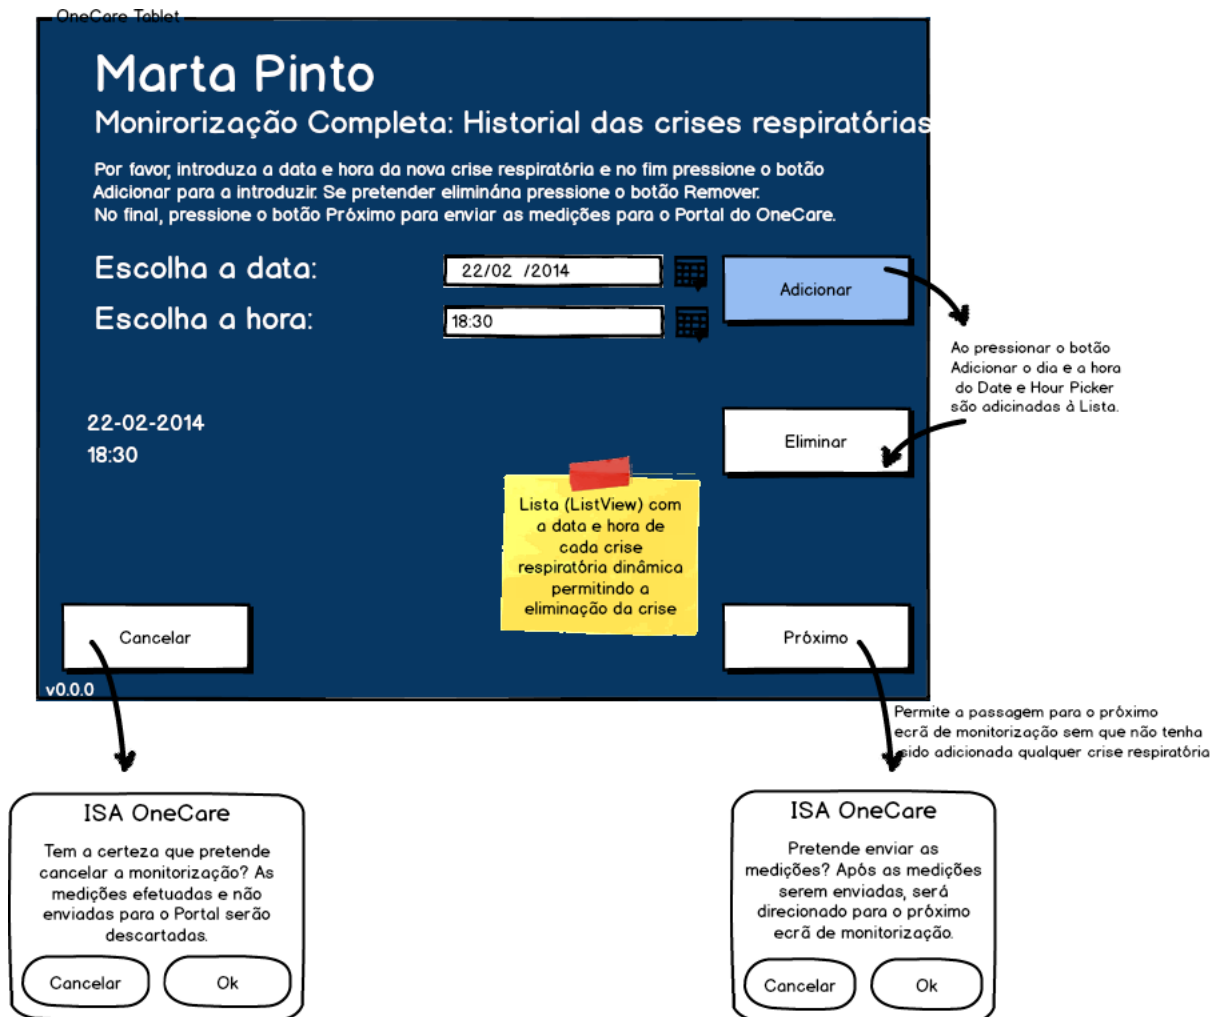 OneCare Tablet
Marta Pinto
Monirorização Completa: Historial das crises respiratórias
Por favor, introduza a data e hora da nova crise respiratória e no fim pressione o botão
Adicionar para a introduzir. Se pretender eliminána pressione o botão Remover.
No final, pressione o botão Próximo para enviar as medições para o Portal do OneCare.
Escolha a data:
22/02 /2014
Adicionar
Escolha a hora:
18:30
Ao pressionar o botão
Adicionar o dia e a hora
do Date e Hour Picker
são adicinadas à Lista.
22-02-2014
18:30
Eliminar
Lista (ListView) com
a data e hora de
cada crise
respiratória dinâmica
permitindo a
eliminação da crise
Cancelar
Próximo
v0.0.0
Permite a passagem para o próximo
ecrã de monitorização sem que não tenha
sido adicionada qualquer crise respiratória
ISA OneCare
Tem a certeza que pretende
cancelar a monitorização? As
medições efetuadas e não
enviadas para o Portal serão
descartadas.
Cancelar
Ok
ISA OneCare
Pretende enviar as
medições? Após as medições
serem enviadas, será
direcionado para o próximo
ecrã de monitorização.
Cancelar
Ok